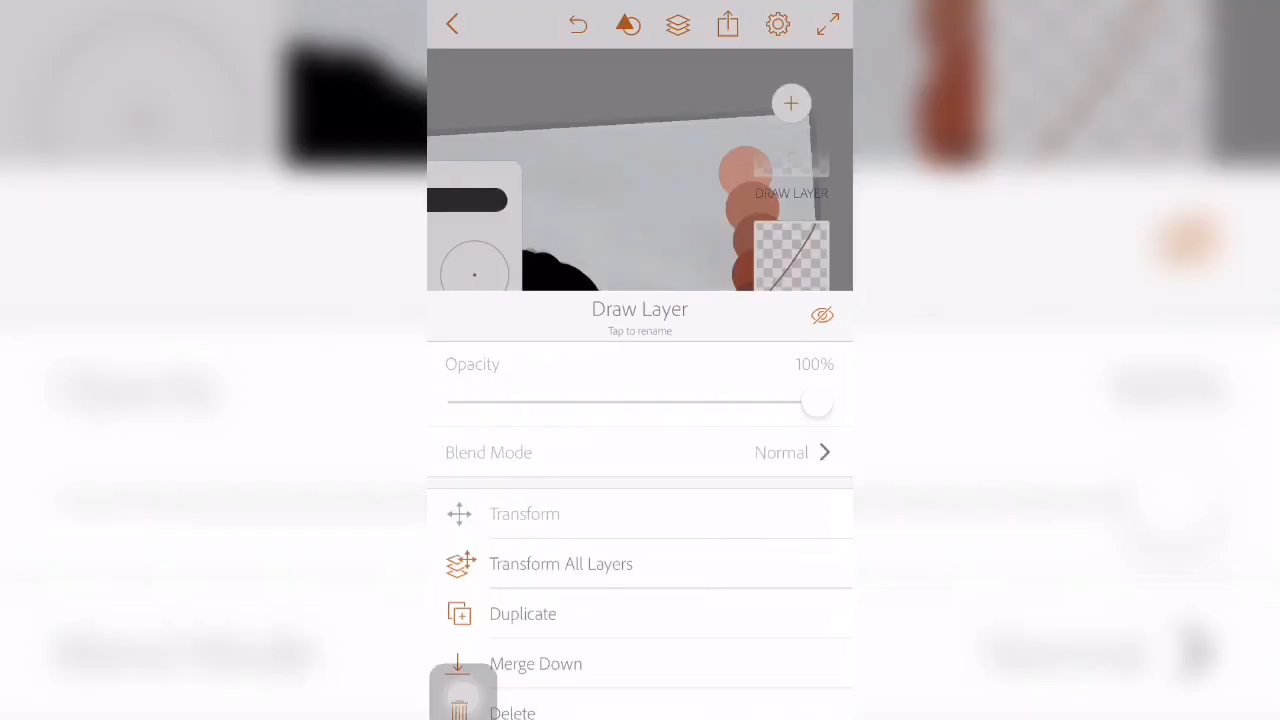 DRAW LAYER
Draw Layer
Tap to rename
Opacity 100%
Blend Mode Normal
Transform
Transform All Layers
Duplicate
Merge Down
Delete